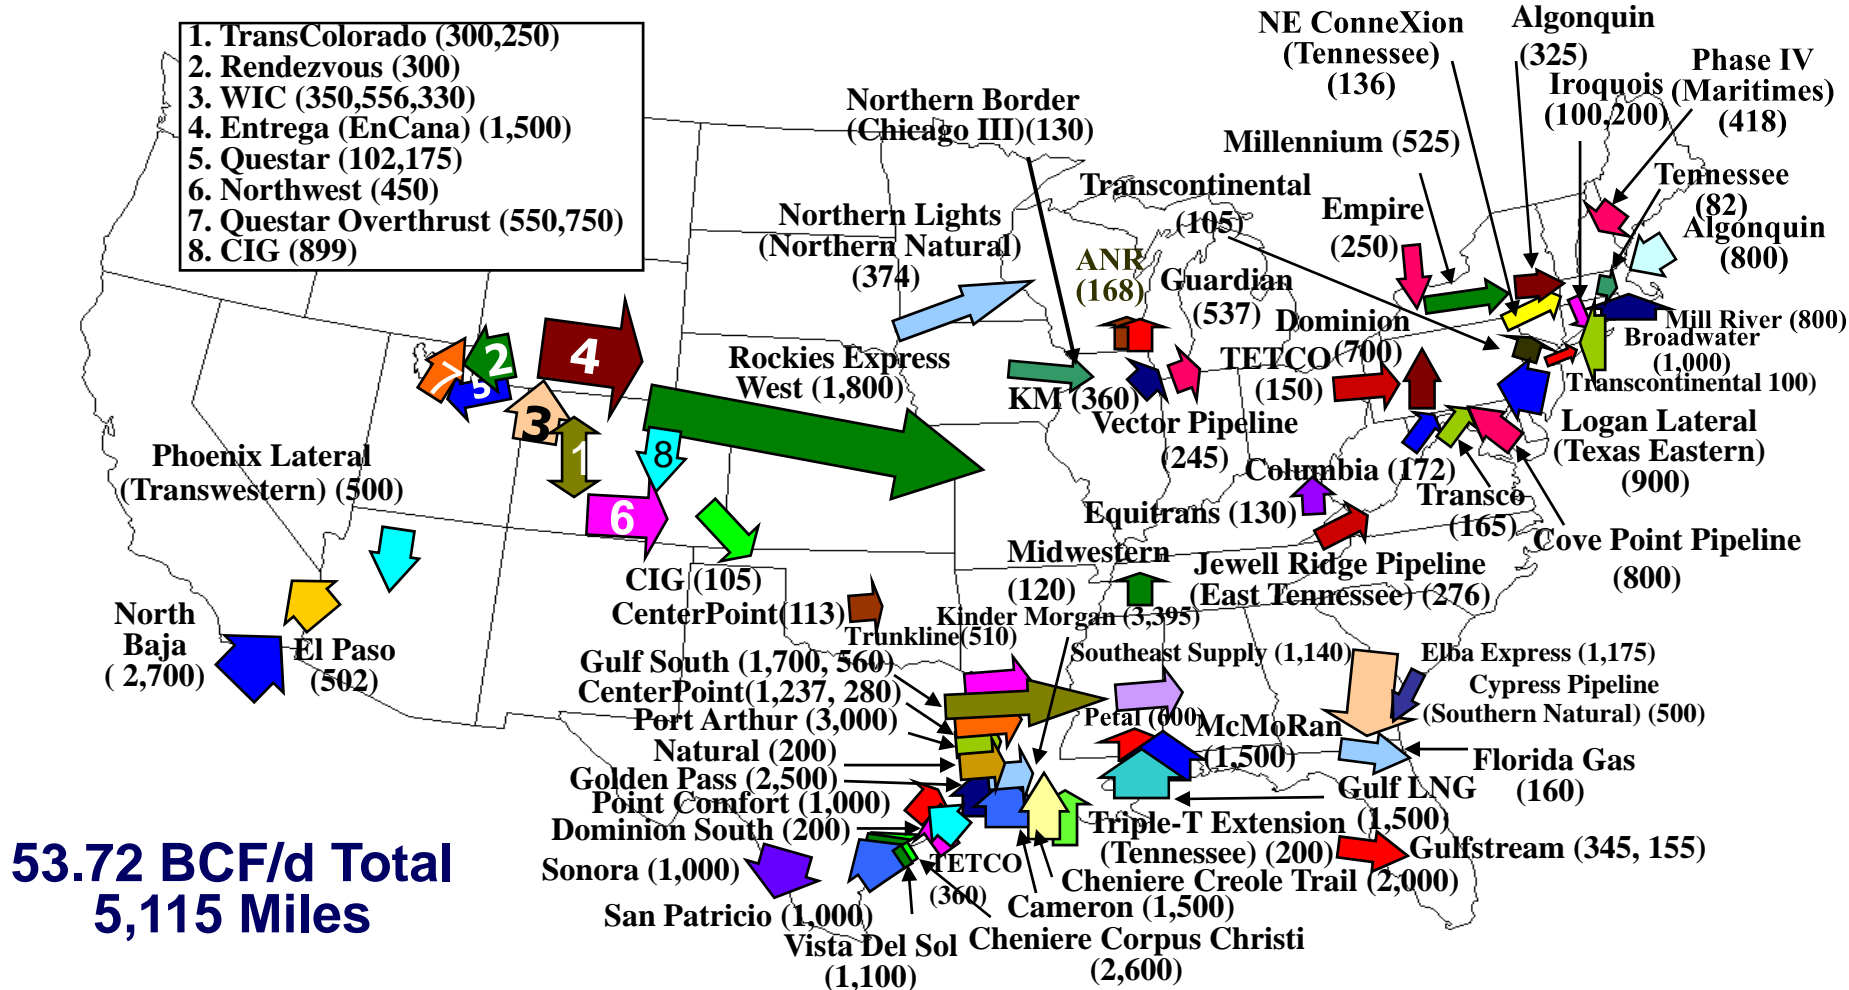 1. TransColorado (300,250)
2. Rendezvous (300)
3. WIC (350,556,330)
4. Entrega (EnCana) (1,500)
5. Questar (102,175)
6. Northwest (450)
7. Questar Overthrust (550,750)
8. CIG (899)
NE ConneXion
(Tennessee)
(136)
Algonquin
(325)
Phase IV
(Maritimes)
(418)
Iroquois
(100,200)
Northern Border
(Chicago III)(130)
Millennium (525)
Tennessee
(82)
Algonquin
(800)
Transcontinental
(105)
Empire
(250)
Northern Lights
(Northern Natural)
(374)
ANR
(168)
Guardian
(537)
Dominion
(700)
TETCO
(150)
Mill River (800)
Broadwater
(1,000)
Transcontinental 100)
Rockies Express
West (1,800)
KM (360)
Vector Pipeline
(245)
Logan Lateral
(Texas Eastern)
(900)
7
2
5
4
3
1
8
6
Phoenix Lateral
(Transwestern) (500)
Columbia (172)
Transco
(165)
Equitrans (130)
Cove Point Pipeline
(800)
Midwestern
(120)
Jewell Ridge Pipeline
(East Tennessee) (276)
CIG (105)
CenterPoint(113)
North
Baja
( 2,700)
El Paso
(502)
Kinder Morgan (3,395)
Trunkline(510)
Gulf South (1,700, 560)
CenterPoint(1,237, 280)
Port Arthur (3,000)
Natural (200)
Golden Pass (2,500)
Point Comfort (1,000)
Dominion South (200)
Sonora (1,000)
San Patricio (1,000)
Vista Del Sol
(1,100)
TETCO
(360)
Southeast Supply (1,140)
Elba Express (1,175)
Cypress Pipeline
(Southern Natural) (500)
Petal (600)
McMoRan
(1,500)
Florida Gas
(160)
Gulf LNG
(1,500)
Triple-T Extension
(Tennessee) (200)
Gulfstream (345, 155)
Cheniere Creole Trail (2,000)
Cameron (1,500)
Cheniere Corpus Christi
(2,600)
53.72 BCF/d Total
5,115 Miles